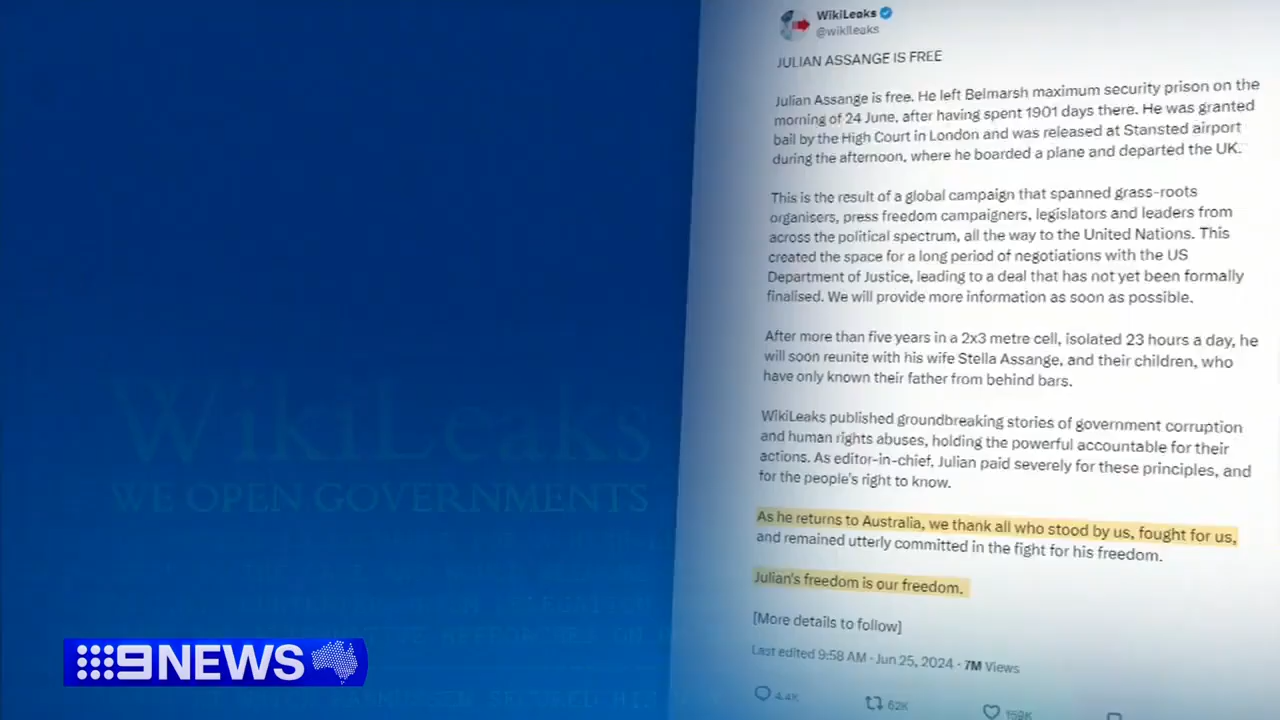 WikiLeaks
@wikileaks
JULIAN ASSANGE IS FREE
Julian Assange is free. He left Belmarsh maximum security prison on the
morning of 24 June, after having spent 1901 days there. He was granted
bail by the High Court in London and was released at Stansted airport
during the afternoon, where he boarded a plane and departed the UK.
This is the result of a global campaign that spanned grass-roots
organisers, press freedom campaigners, legislators and leaders from
across the political spectrum, all the way to the United Nations. This
created the space for a long period of negotiations with the US
Department of Justice, leading to a deal that has not yet been formally
finalised. We will provide more information as soon as possible.
After more than five years in a 2x3 metre cell, isolated 23 hours a day, he
will soon reunite with his wife Stella Assange, and their children, who
have only known their father from behind bars.
WikiLeaks published groundbreaking stories of government corruption
and human rights abuses, holding the powerful accountable for their
actions. As editor-in-chief, Julian paid severely for these principles, and
for the people's right to know.
As he returns to Australia, we thank all who stood by us, fought for us,
and remained utterly committed in the fight for his freedom.
Julian's freedom is our freedom.
[More details to follow]
Last edited 9:58 AM · Jun 25, 2024 · 7M Views
4.4K 62K 159K
WikiLeaks
WE OPEN GOVERNMENTS
9NEWS